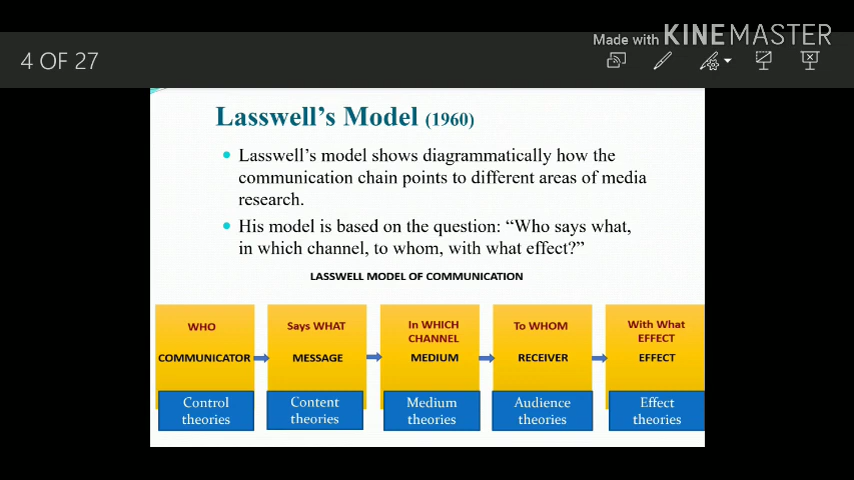 Made with KINEMASTER
4 OF 27
Lasswell's Model (1960)
Lasswell's model shows diagrammatically how the
communication chain points to different areas of media
research.
His model is based on the question: “Who says what,
in which channel, to whom, with what effect?”
LASSWELL MODEL OF COMMUNICATION
WHO
COMMUNICATOR
Control
theories
Says WHAT
MESSAGE
Content
theories
In WHICH
CHANNEL
MEDIUM
Medium
theories
To WHOM
RECEIVER
Audience
theories
With What
EFFECT
EFFECT
Effect
theories